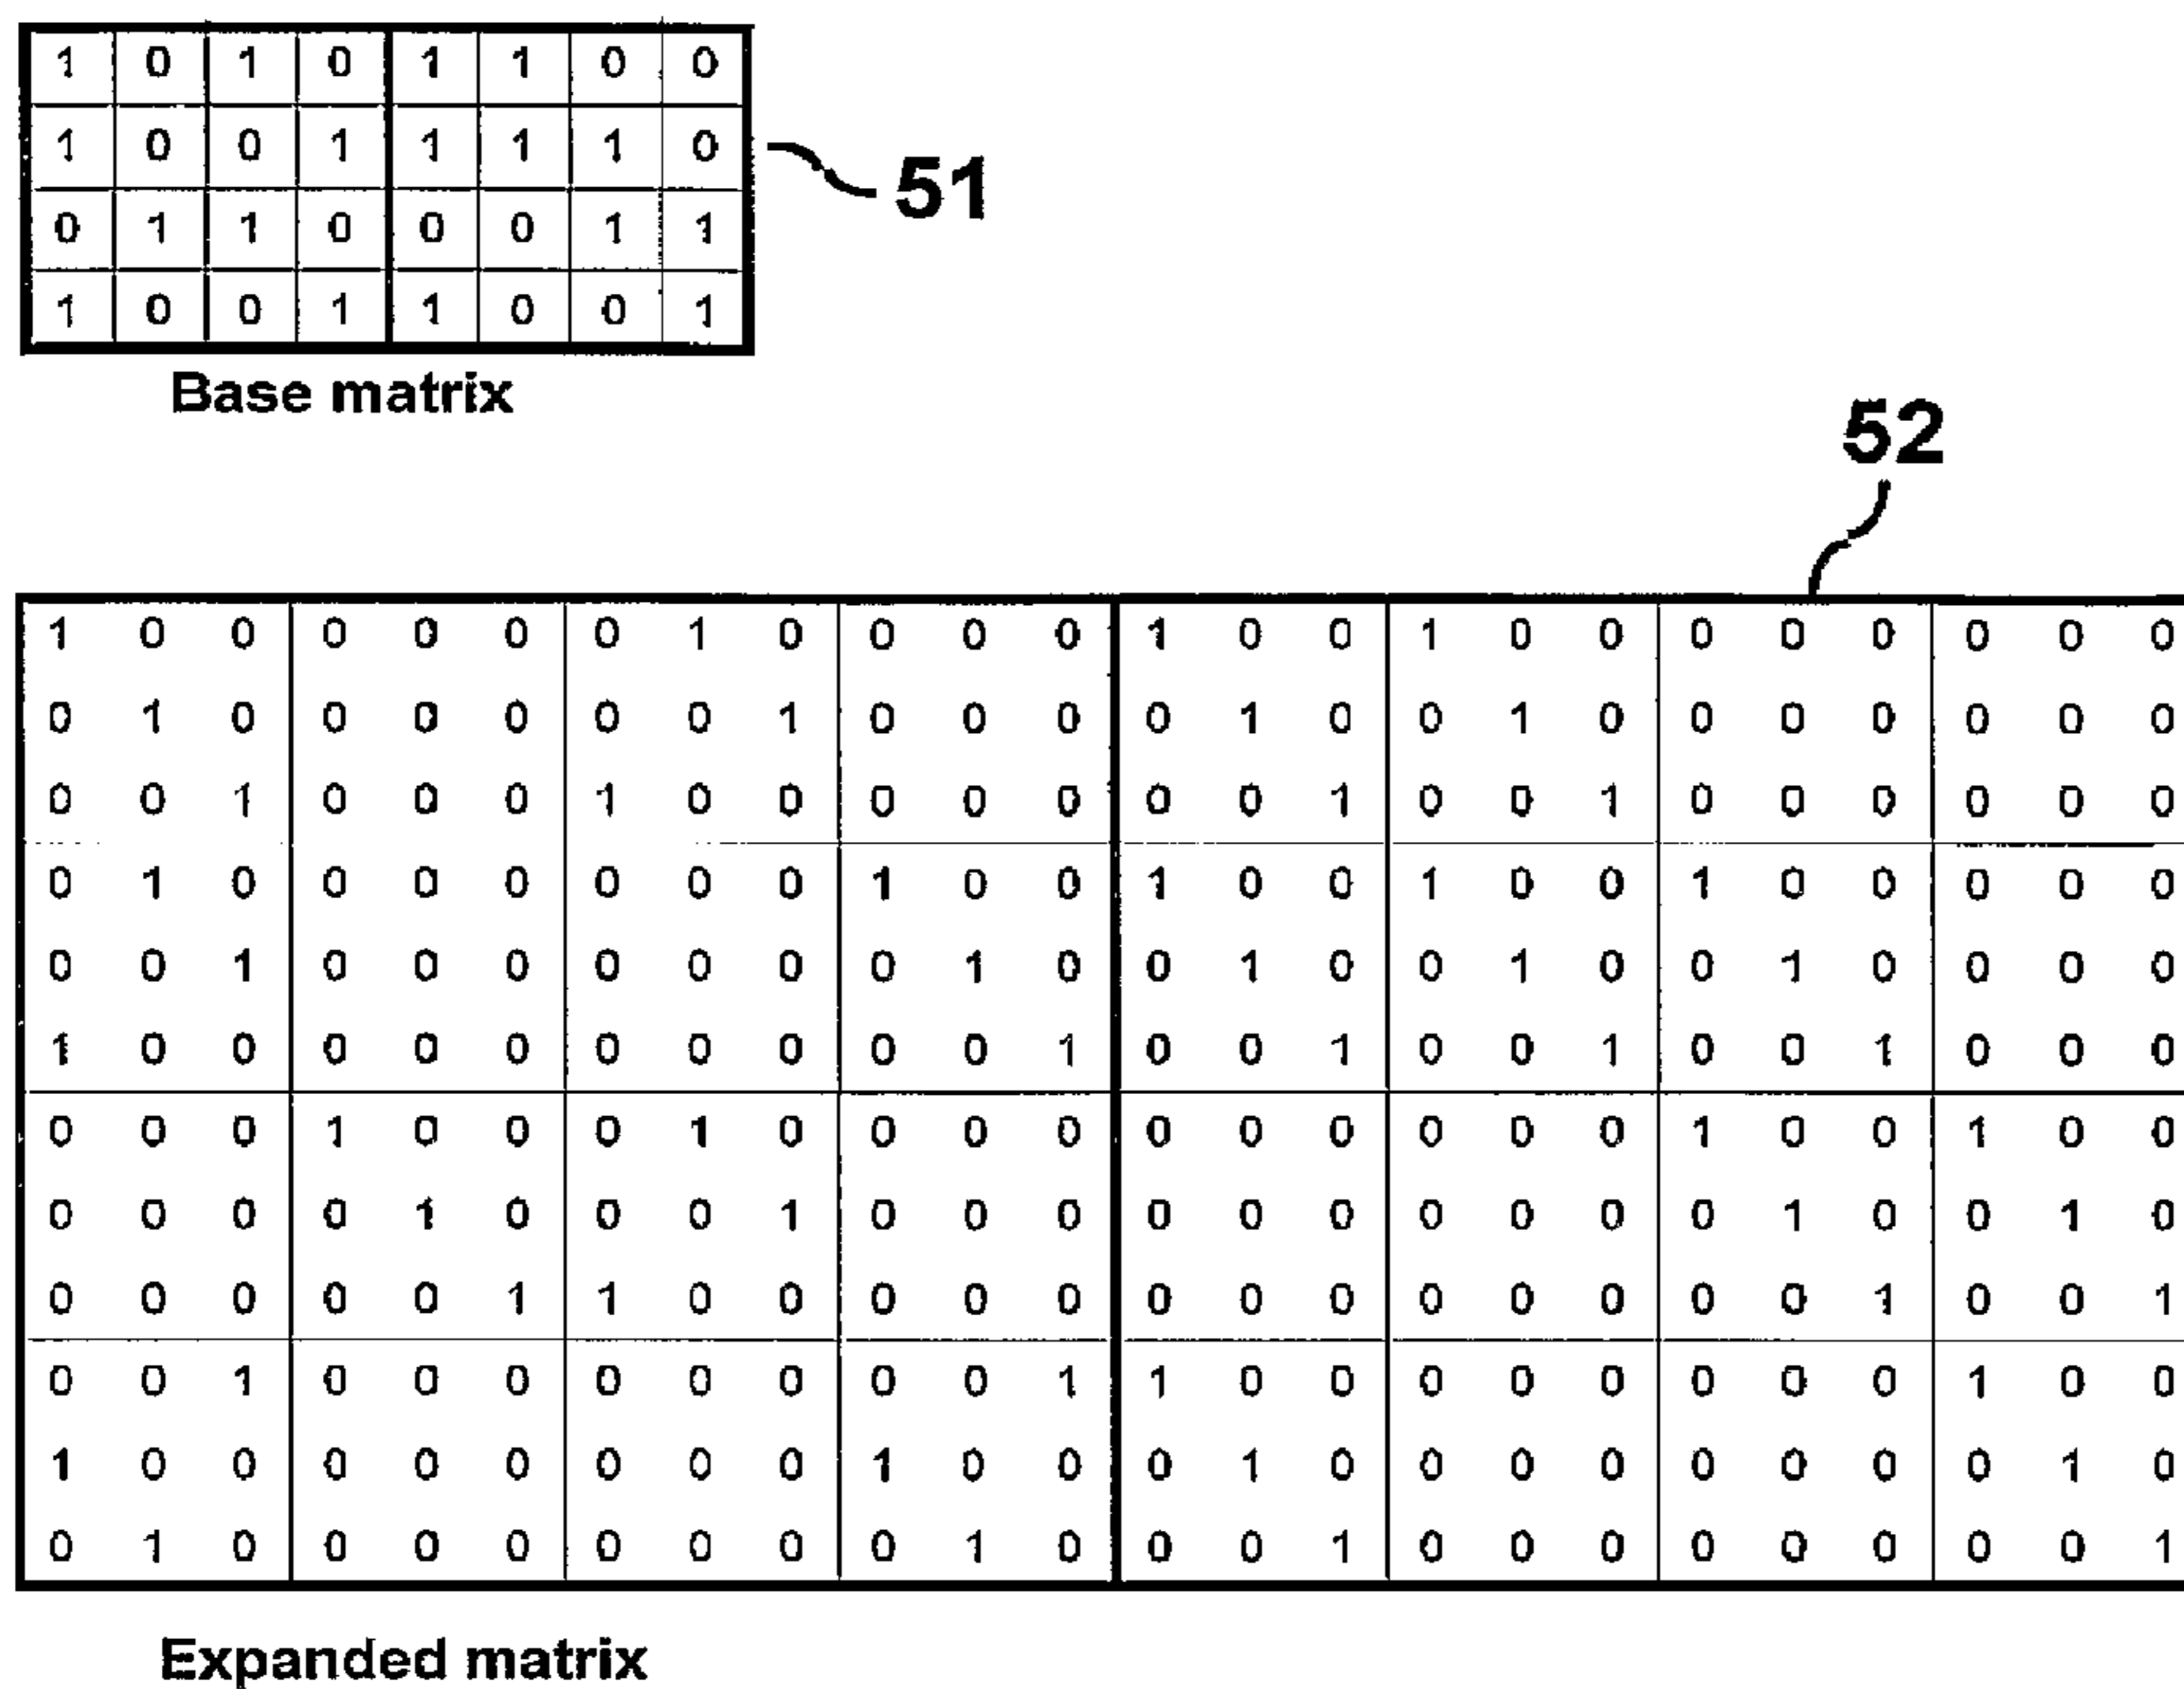 1 0 1 0 1 1 0 0
1 0 0 1 1 1 1 0
51
0 1 1 0 0 0 1 1
1 0 0 1 1 0 0 1
Base matrix
52
1 0 0 0 0 0 0 1 0 0 0 0 1 0 0 1 0 0 0 0 0 0 0 0
0 1 0 0 0 0 0 0 1 0 0 0 0 1 0 0 1 0 0 0 0 0 0 0
0 0 1 0 0 0 1 0 0 0 0 0 0 0 1 0 0 1 0 0 0 0 0 0
0 1 0 0 0 0 0 0 0 1 0 0 1 0 0 1 0 0 1 0 0 0 0 0
0 0 1 0 0 0 0 0 0 0 1 0 0 1 0 0 1 0 0 1 0 0 0 0
1 0 0 0 0 0 0 0 0 0 0 1 0 0 1 0 0 1 0 0 1 0 0 0
0 0 0 1 0 0 0 1 0 0 0 0 0 0 0 0 0 0 1 0 0 1 0 0
0 0 0 0 1 0 0 0 1 0 0 0 0 0 0 0 0 0 0 1 0 0 1 0
0 0 0 0 0 1 1 0 0 0 0 0 0 0 0 0 0 0 0 0 1 0 0 1
0 0 1 0 0 0 0 0 0 0 0 1 1 0 0 0 0 0 0 0 0 1 0 0
1 0 0 0 0 0 0 0 0 1 0 0 0 1 0 0 0 0 0 0 0 0 1 0
0 1 0 0 0 0 0 0 0 0 1 0 0 0 1 0 0 0 0 0 0 0 0 1
Expanded matrix